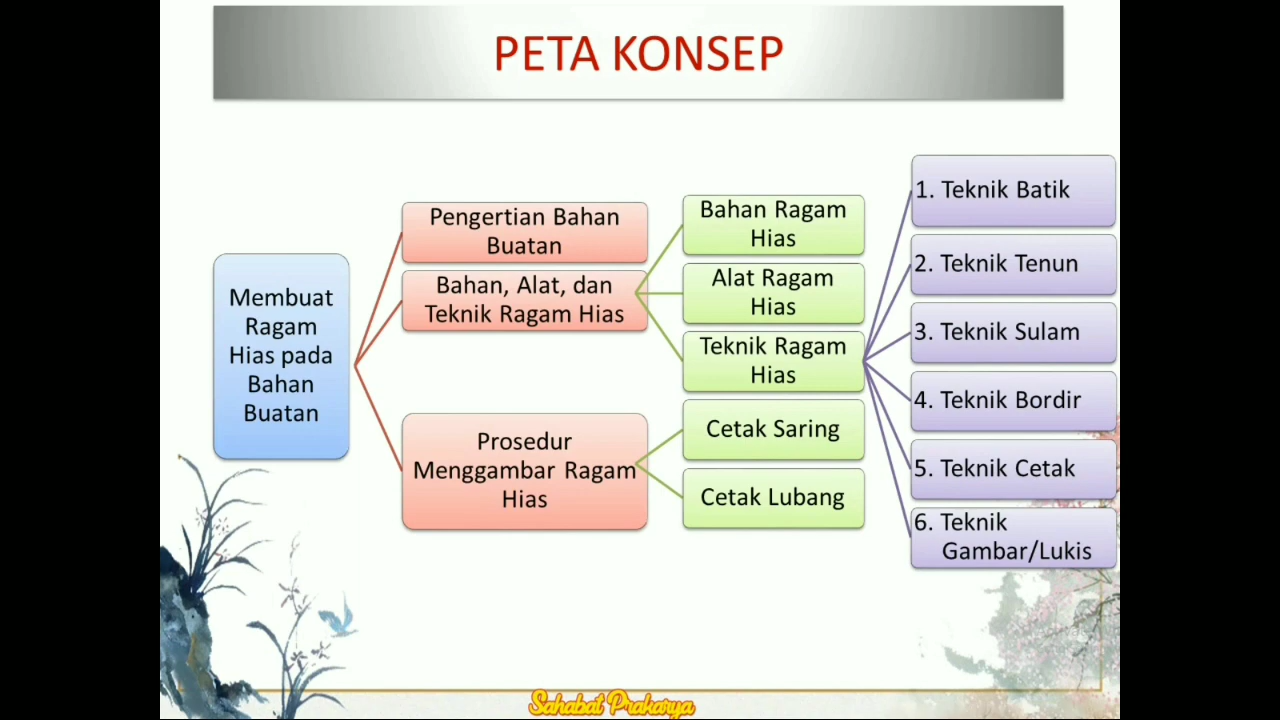 PETA KONSEP
Membuat
Ragam
Hias pada
Bahan
Buatan
Pengertian Bahan
Buatan
Bahan, Alat, dan
Teknik Ragam Hias
Prosedur
Menggambar Ragam
Hias
Bahan Ragam
Hias
Alat Ragam
Hias
Teknik Ragam
Hias
Cetak Saring
Cetak Lubang
1. Teknik Batik
2. Teknik Tenun
3. Teknik Sulam
4. Teknik Bordir
5. Teknik Cetak
6. Teknik
Gambar/Lukis
Sahabat Prakarya